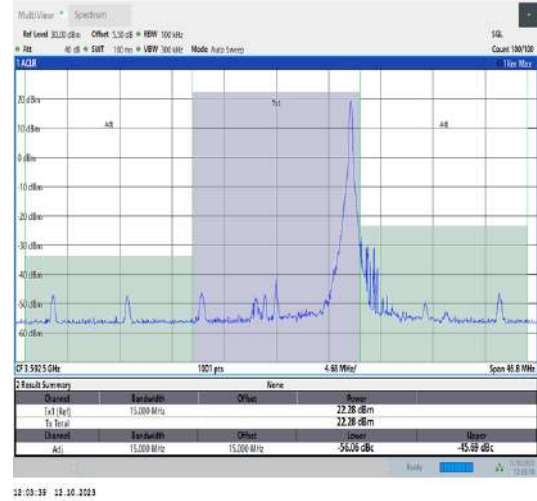 MultiView Spectrum
Ref Level 30.00 dBm Offset 5.50 dB RBW 100 kHz SGL
Att 40 dB SWT 100 ms VBW 300 kHz Mode Auto Sweep Count 100/100
1 ACLR 1Rm Max
Tx1
20 dBm
Adj Adj
10 dBm
0 dBm
-10 dBm
-20 dBm
-30 dBm
-40 dBm
-50 dBm
-60 dBm
CF 3.5925 GHz 1001 pts 4.68 MHz/ Span 46.8 MHz
2 Result Summary None
Channel Bandwidth Offset Power
Tx1 (Ref) 15.000 MHz 22.28 dBm
Tx Total 22.28 dBm
Channel Bandwidth Offset Lower Upper
Adj 15.000 MHz 15.000 MHz -56.06 dBc -45.69 dBc
Ready
12:03:39 12.10.2023